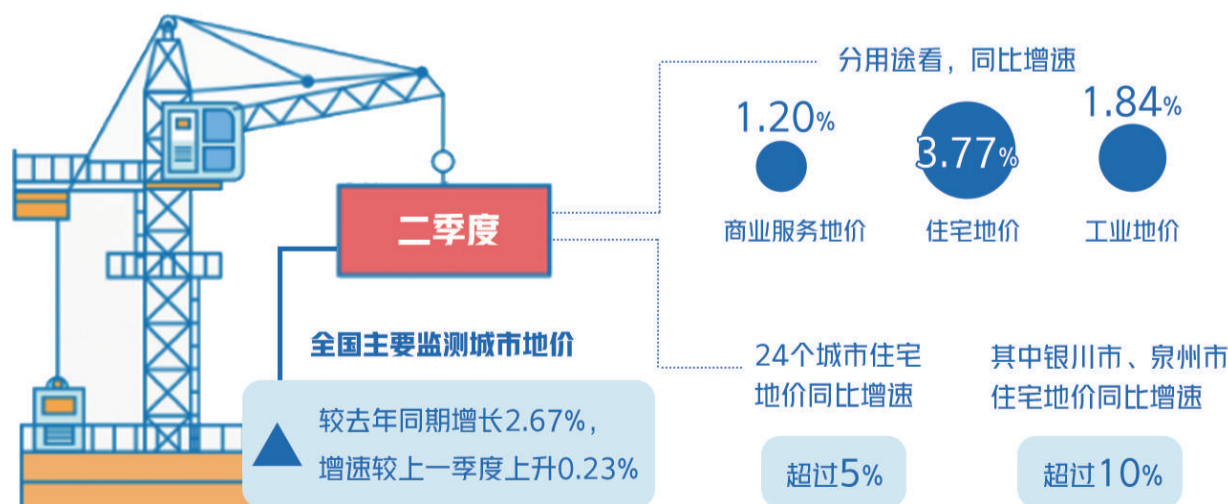 分用途看，同比增速
1.20%
3.77%
1.84%
商业服务地价
住宅地价
工业地价
二季度
全国主要监测城市地价
较去年同期增长2.67%，
增速较上一季度上升0.23%
24个城市住宅
地价同比增速
超过5%
其中银川市、泉州市
住宅地价同比增速
超过10%